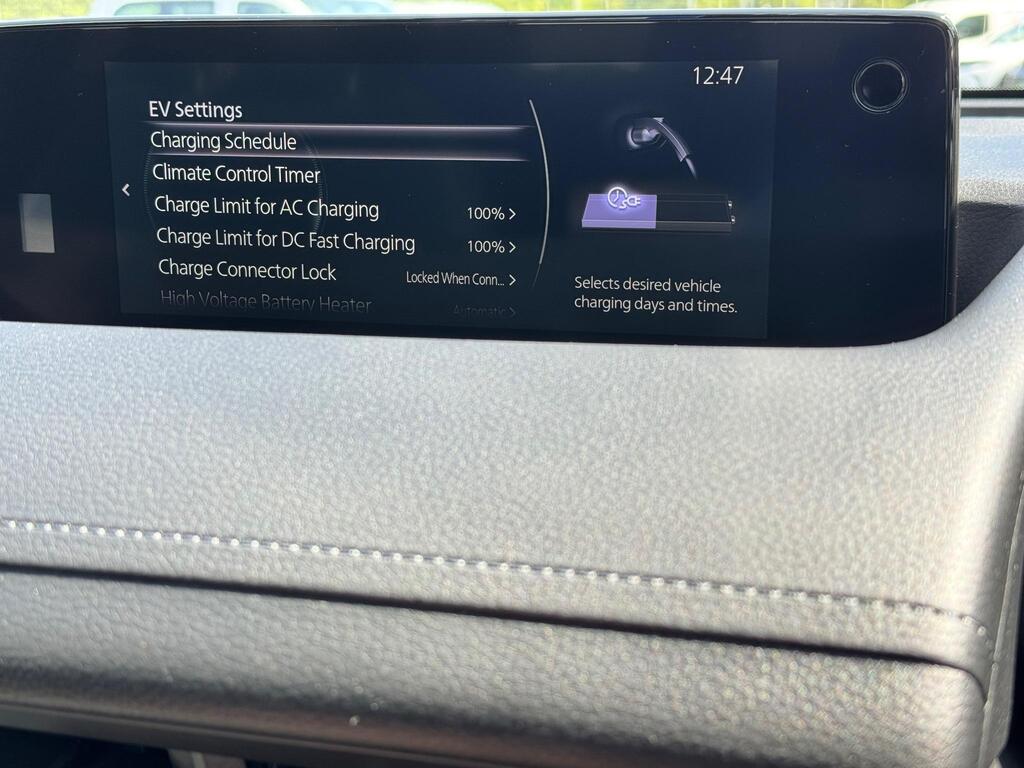 12:47
EV Settings
Charging Schedule
Climate Control Timer
Charge Limit for AC Charging 100%
Charge Limit for DC Fast Charging 100%
Charge Connector Lock Locked When Conn...
High Voltage Battery Heater Automatic
Selects desired vehicle
charging days and times.